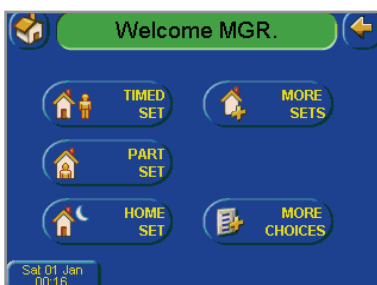 Welcome MGR.
TIMED
SET
MORE
SETS
PART
SET
HOME
SET
MORE
CHOICES
Sat 01 Jan
00:16